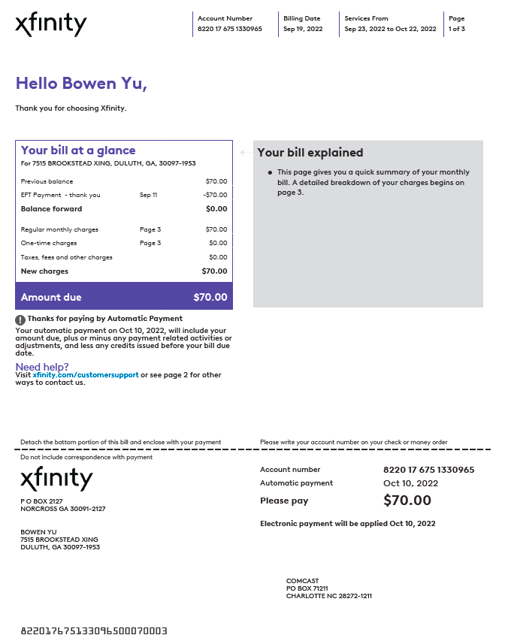 xfinity
Account Number
8220 17 675 1330965
Billing Date
Sep 19, 2022
Services From
Sep 23, 2022 to Oct 22, 2022
Page
1 of 3
Hello Bowen Yu,
Thank you for choosing Xfinity.
Your bill at a glance
For 7515 BROOKSTEAD XING, DULUTH, GA, 30097-1953
Previous balance $70.00
EFT Payment - thank you Sep 11 -$70.00
Balance forward $0.00
Regular monthly charges Page 3 $70.00
One-time charges Page 3 $0.00
Taxes, fees and other charges $0.00
New charges $70.00
Amount due $70.00
Your bill explained
● This page gives you a quick summary of your monthly
bill. A detailed breakdown of your charges begins on
page 3.
! Thanks for paying by Automatic Payment
Your automatic payment on Oct 10, 2022, will include your
amount due, plus or minus any payment related activities or
adjustments, and less any credits issued before your bill due
date.
Need help?
Visit xfinity.com/customersupport or see page 2 for other
ways to contact us.
Detach the bottom portion of this bill and enclose with your payment
Please write your account number on your check or money order
Do not include correspondence with payment
xfinity
P O BOX 2127
NORCROSS GA 30091-2127
BOWEN YU
7515 BROOKSTEAD XING
DULUTH, GA 30097-1953
Account number 8220 17 675 1330965
Automatic payment Oct 10, 2022
Please pay $70.00
Electronic payment will be applied Oct 10, 2022
COMCAST
PO BOX 71211
CHARLOTTE NC 28272-1211
822017675133096500070003